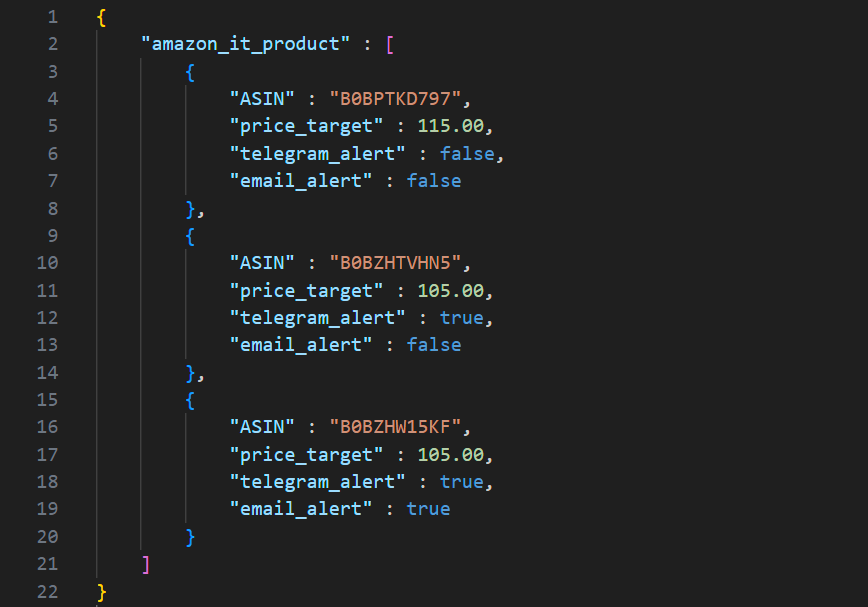 1 {
2 "amazon_it_product" : [
3 {
4 "ASIN" : "B0BPTKD797",
5 "price_target" : 115.00,
6 "telegram_alert" : false,
7 "email_alert" : false
8 },
9 {
10 "ASIN" : "B0BZHTVHN5",
11 "price_target" : 105.00,
12 "telegram_alert" : true,
13 "email_alert" : false
14 },
15 {
16 "ASIN" : "B0BZHW15KF",
17 "price_target" : 105.00,
18 "telegram_alert" : true,
19 "email_alert" : true
20 }
21 ]
22 }